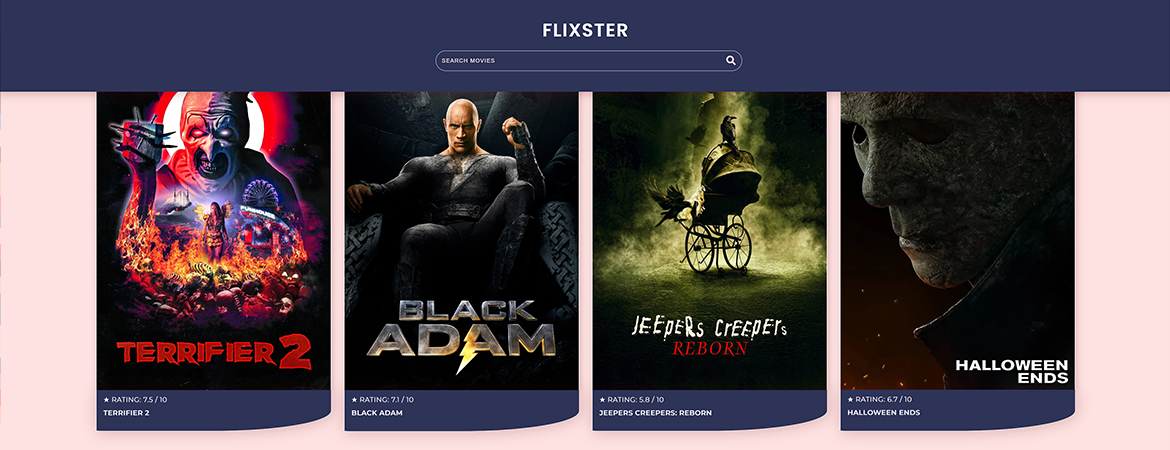 FLIXSTER
SEARCH MOVIES
FUNHOUSE
TERRIFIER 2
BLACK
ADAM
JEEPERS CREEPERS
REBORN
HALLOWEEN
ENDS
★ RATING: 7.5 / 10
TERRIFIER 2
★ RATING: 7.1 / 10
BLACK ADAM
★ RATING: 5.8 / 10
JEEPERS CREEPERS: REBORN
★ RATING: 6.7 / 10
HALLOWEEN ENDS